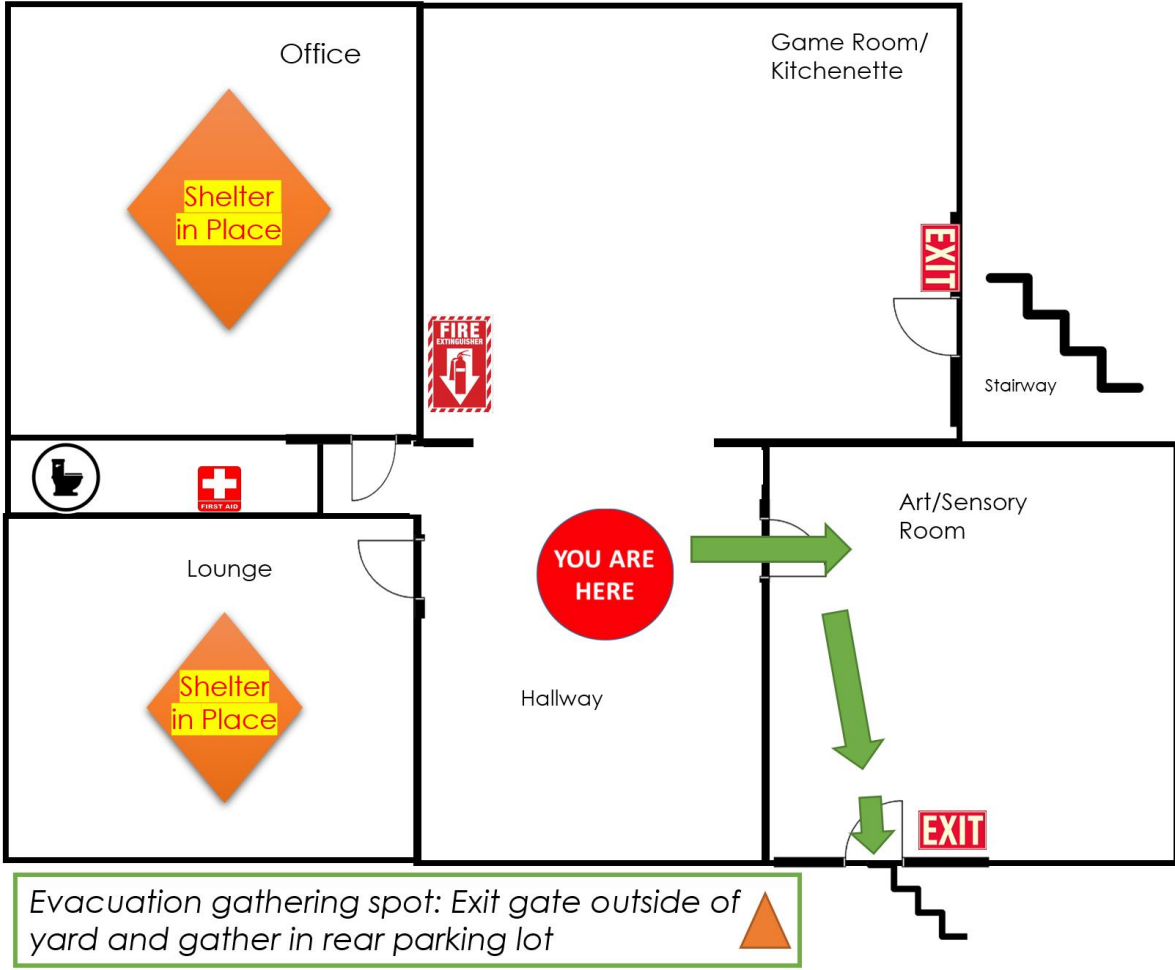 Office
Game Room/
Kitchenette
Shelter
in Place
EXIT
FIRE
EXTINGUISHER
Stairway
FIRST AID
Art/Sensory
Room
YOU ARE
HERE
Lounge
Shelter
in Place
Hallway
EXIT
Evacuation gathering spot: Exit gate outside of
yard and gather in rear parking lot